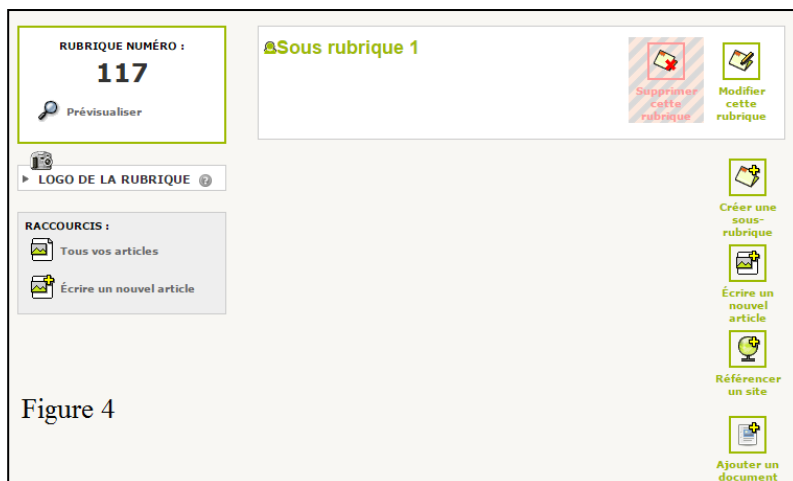 RUBRIQUE NUMÉRO :
117
Prévisualiser
Sous rubrique 1
Supprimer
cette
rubrique
Modifier
cette
rubrique
LOGO DE LA RUBRIQUE ?
RACCOURCIS :
Tous vos articles
Écrire un nouvel article
Créer une
sous-
rubrique
Écrire un
nouvel
article
Référencer
un site
Ajouter un
document
Figure 4